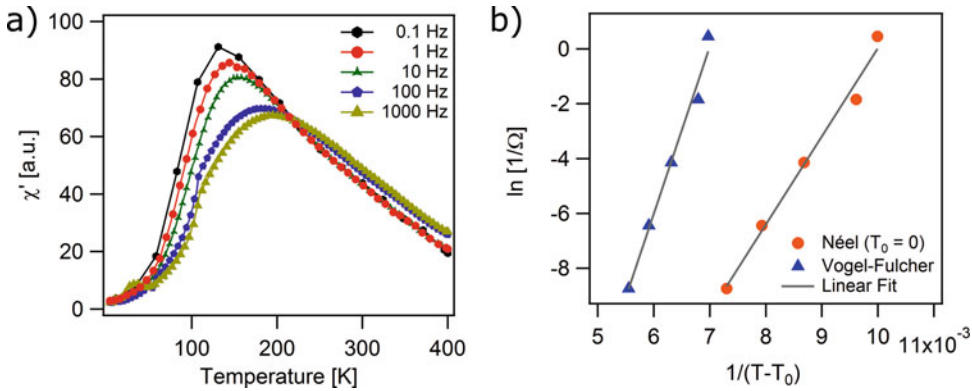 a)
100
80
60
40
20
0
χ' [a.u.]
0.1 Hz
1 Hz
10 Hz
100 Hz
1000 Hz
100
200
300
400
Temperature [K]
b)
0
-2
-4
-6
-8
ln [1/Ω]
Néel (T₀ = 0)
Vogel-Fulcher
Linear Fit
5
6
7
8
9
10
11x10⁻³
1/(T-T₀)